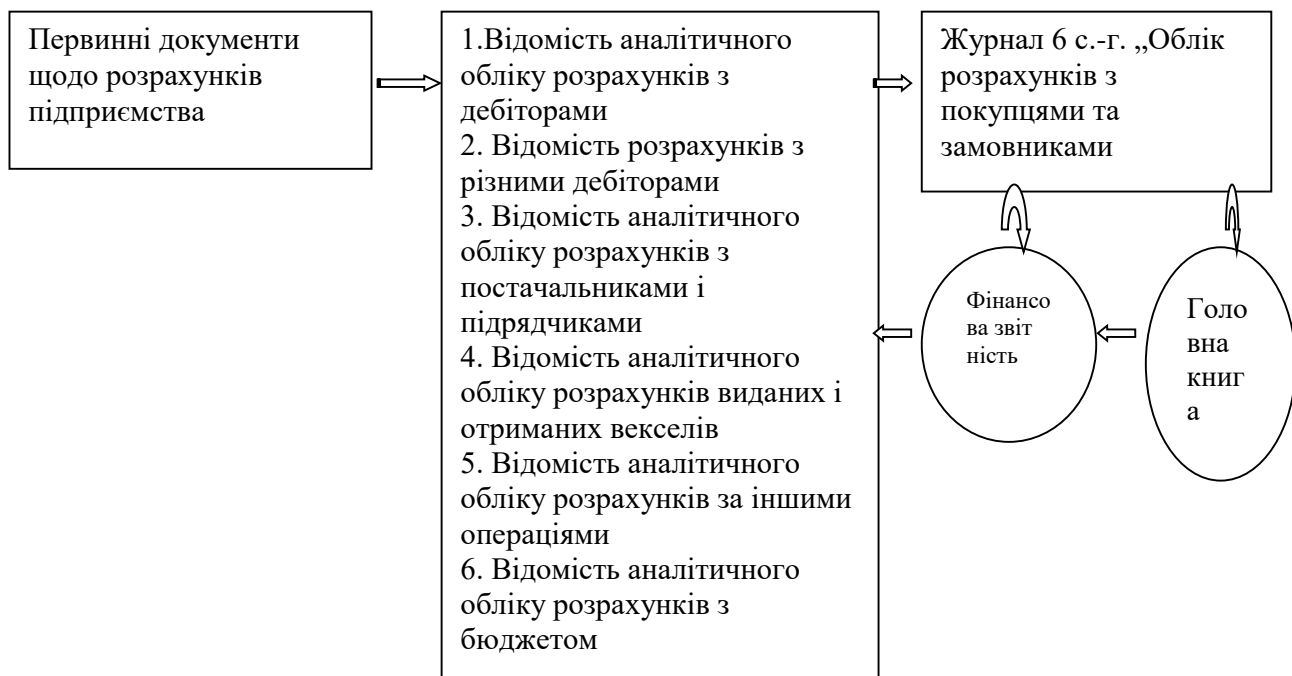 Первинні документи
щодо розрахунків
підприємства
1.Відомість аналітичного
обліку розрахунків з
дебіторами
2. Відомість розрахунків з
різними дебіторами
3. Відомість аналітичного
обліку розрахунків з
постачальниками і
підрядчиками
4. Відомість аналітичного
обліку розрахунків виданих і
отриманих векселів
5. Відомість аналітичного
обліку розрахунків за іншими
операціями
6. Відомість аналітичного
обліку розрахунків з
бюджетом
Журнал 6 с.-г. „Облік
розрахунків з
покупцями та
замовниками
Фінансо
ва звіт
ність
Голо
вна
книг
а